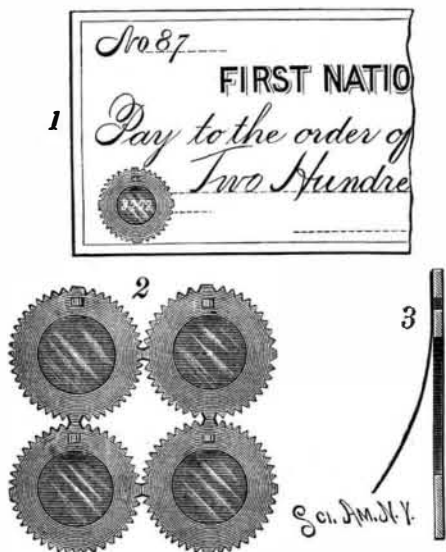 No 87
FIRST NATIO
1
Pay to the order of
Two Hundre
2
3
Sci. Am. N.Y.